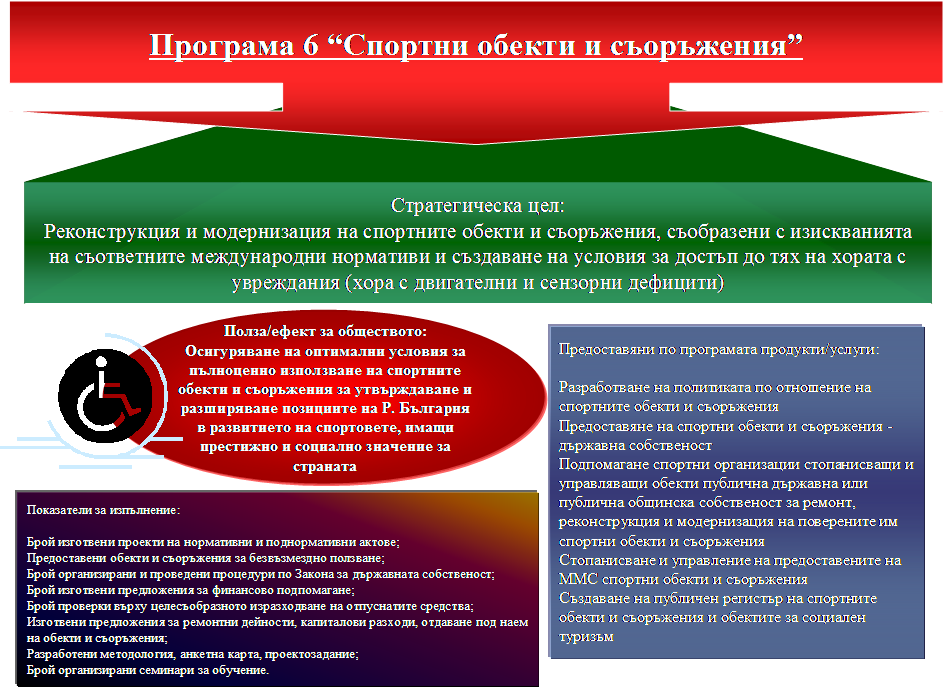 Програма 6 “Спортни обекти и съоръжения”
Стратегическа цел:
Реконструкция и модернизация на спортните обекти и съоръжения, съобразени с изискванията
на съответните международни нормативи и създаване на условия за достъп до тях на хората с
увреждания (хора с двигателни и сензорни дефицити)
Полза/ефект за обществото:
Осигуряване на оптимални условия за
пълноценно използване на спортните
обекти и съоръжения за утвърждаване и
разширяване позициите на Р. България
в развитието на спортовете, имащи
престижно и социално значение за
страната
Предоставяни по програмата продукти/услуги:
Разработване на политиката по отношение на
спортните обекти и съоръжения
Предоставяне на спортни обекти и съоръжения -
държавна собственост
Подпомагане спортни организации стопанисващи и
управляващи обекти публична държавна или
публична общинска собственост за ремонт,
реконструкция и модернизация на поверените им
спортни обекти и съоръжения
Стопанисване и управление на предоставените на
ММС спортни обекти и съоръжения
Създаване на публичен регистър на спортните
обекти и съоръжения и обектите за социален
туризъм
Показатели за изпълнение:
Брой изготвени проекти на нормативни и поднормативни актове;
Предоставени обекти и съоръжения за безвъзмездно ползване;
Брой организирани и проведени процедури по Закона за държавната собственост;
Брой изготвени предложения за финансово подпомагане;
Брой проверки върху целесъобразното изразходване на отпуснатите средства;
Изготвени предложения за ремонтни дейности, капиталови разходи, отдаване под наем
на обекти и съоръжения;
Разработени методология, анкетна карта, проектозадание;
Брой организирани семинари за обучение.